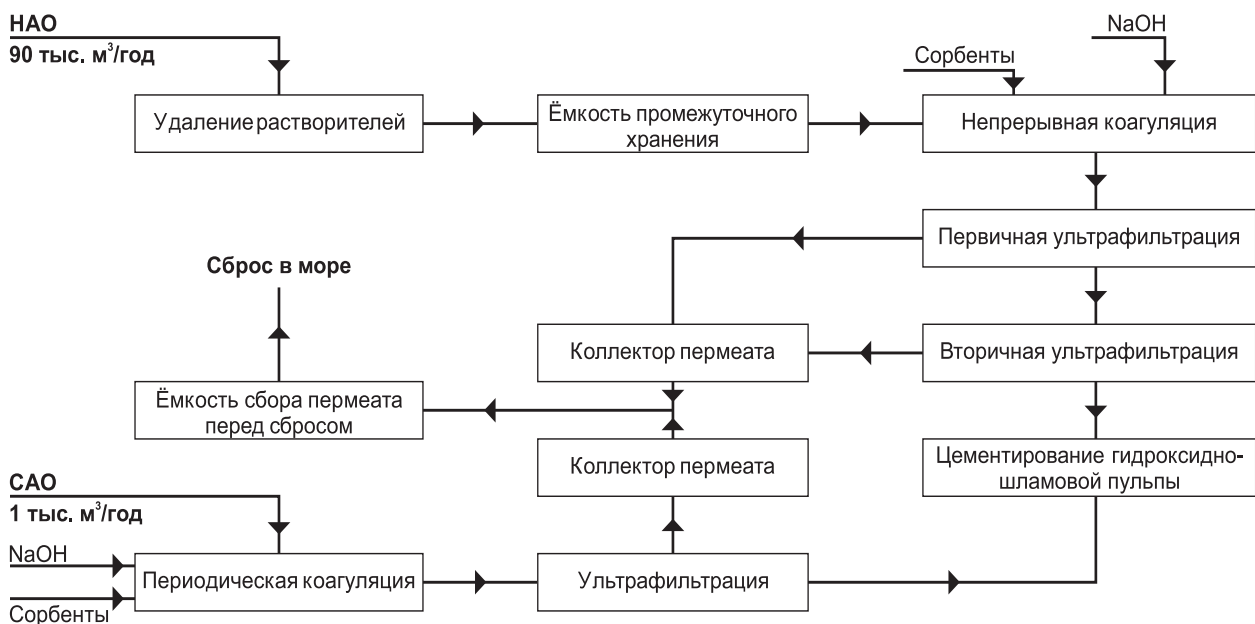 НАО
90 тыс. м³/год
NaOH
Сорбенты
Удаление растворителей
Ёмкость промежуточного
хранения
Непрерывная коагуляция
Первичная ультрафильтрация
Сброс в море
Коллектор пермеата
Вторичная ультрафильтрация
Ёмкость сбора пермеата
перед сбросом
Коллектор пермеата
Цементирование гидроксидно-
шламовой пульпы
САО
1 тыс. м³/год
NaOH
Сорбенты
Периодическая коагуляция
Ультрафильтрация